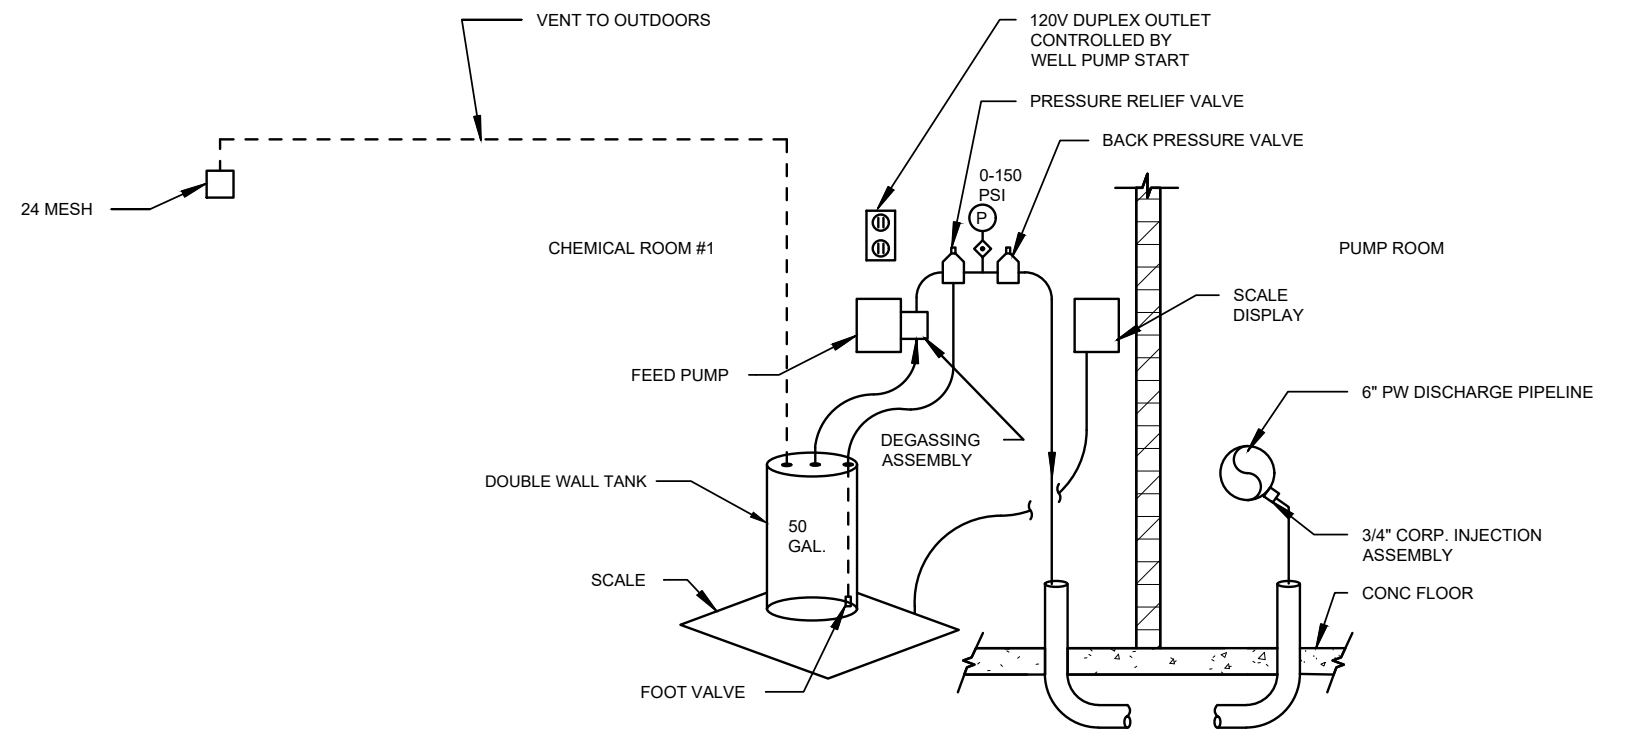 VENT TO OUTDOORS
120V DUPLEX OUTLET
CONTROLLED BY
WELL PUMP START
PRESSURE RELIEF VALVE
BACK PRESSURE VALVE
0-150
PSI
P
24 MESH
CHEMICAL ROOM #1
PUMP ROOM
SCALE
DISPLAY
FEED PUMP
6" PW DISCHARGE PIPELINE
DEGASSING
ASSEMBLY
DOUBLE WALL TANK
50
GAL.
3/4" CORP. INJECTION
ASSEMBLY
SCALE
CONC FLOOR
FOOT VALVE